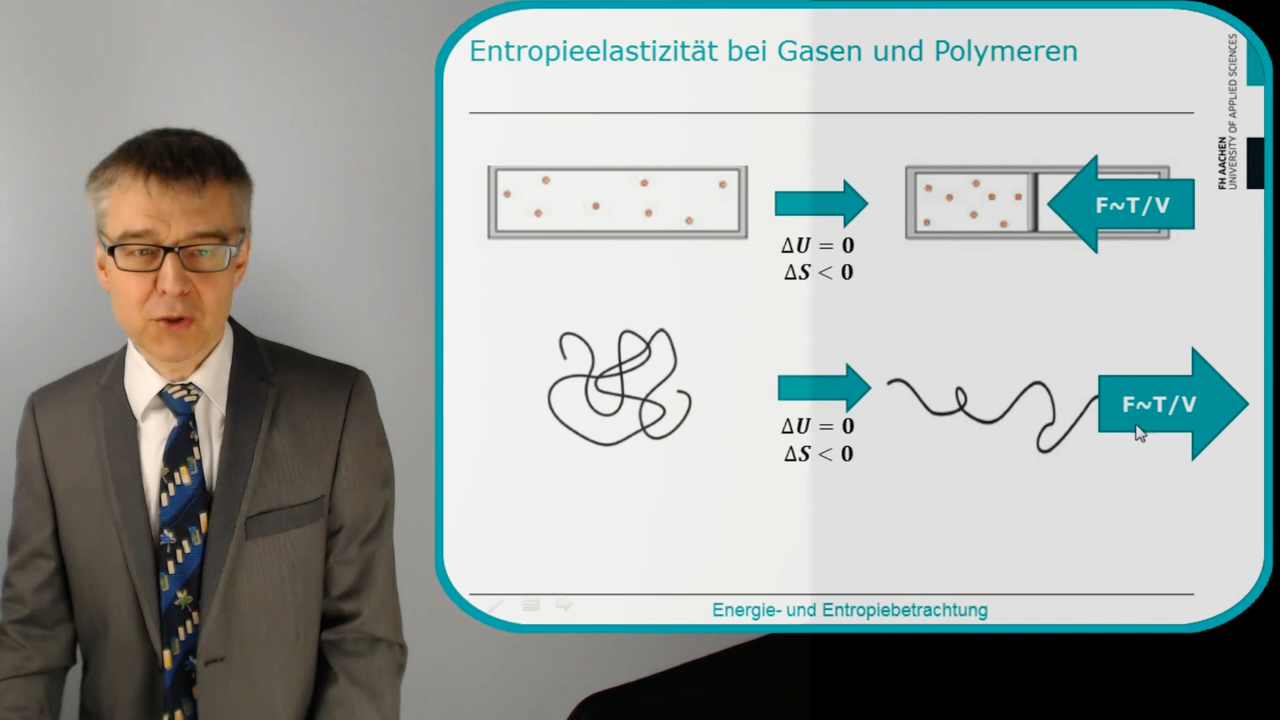 Entropieelastizität bei Gasen und Polymeren
FH AACHEN
UNIVERSITY OF APPLIED SCIENCES
F~T/V
ΔU = 0
ΔS < 0
F~T/V
ΔU = 0
ΔS < 0
Energie- und Entropiebetrachtung